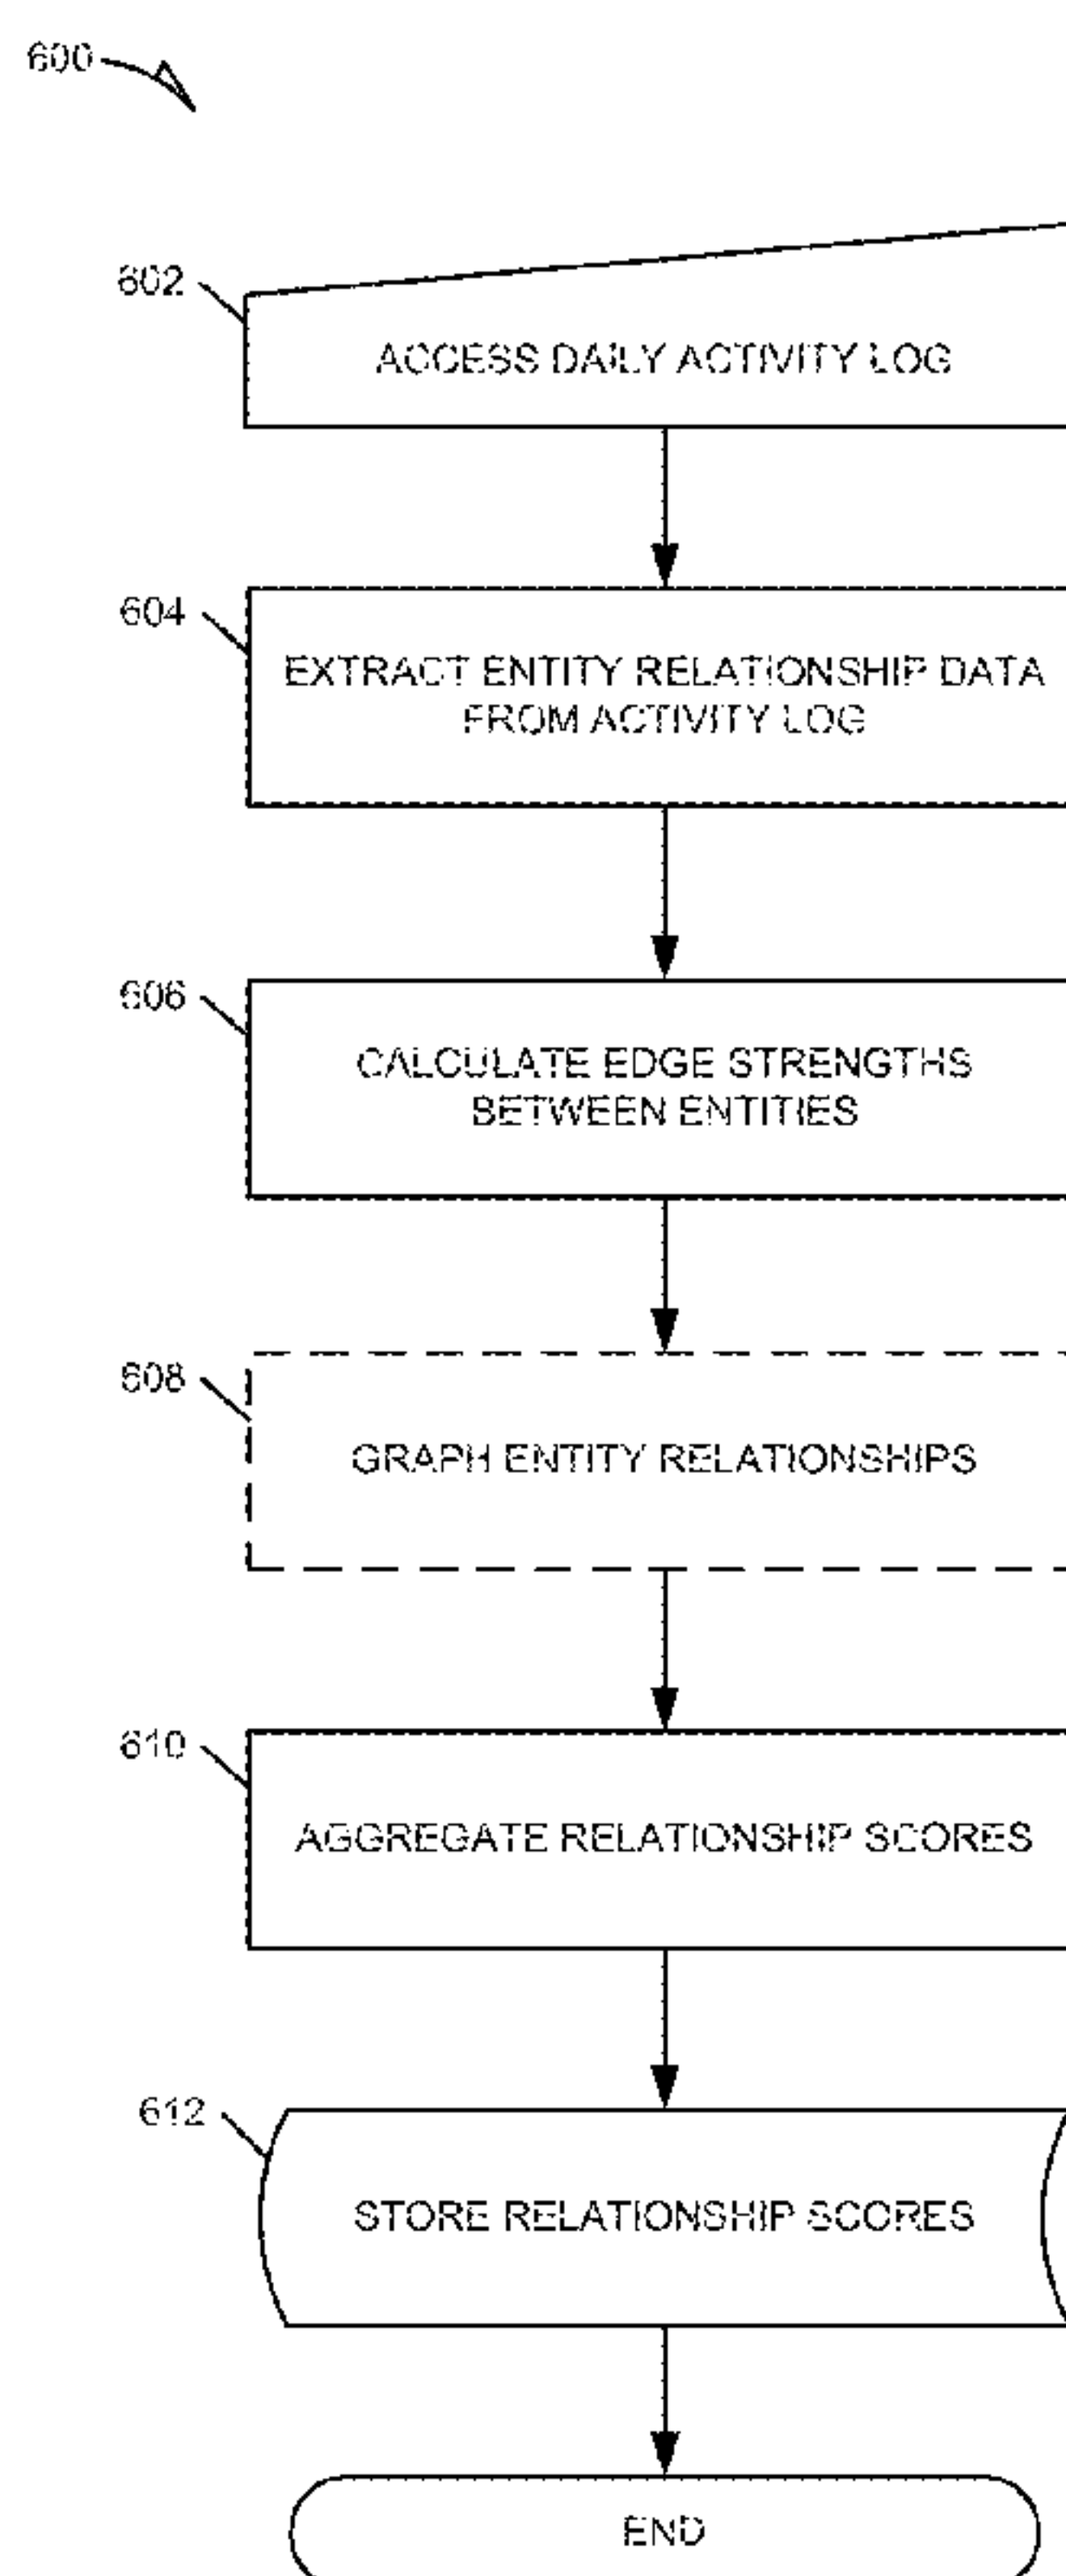 600
602
ACCESS DAILY ACTIVITY LOG
604
EXTRACT ENTITY RELATIONSHIP DATA
FROM ACTIVITY LOG
606
CALCULATE EDGE STRENGTHS
BETWEEN ENTITIES
608
GRAPH ENTITY RELATIONSHIPS
610
AGGREGATE RELATIONSHIP SCORES
612
STORE RELATIONSHIP SCORES
END